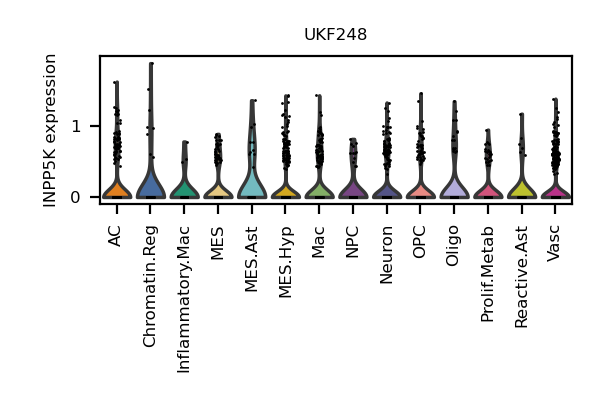 UKF248
INPP5K expression
1
0
AC
Chromatin.Reg
Inflammatory.Mac
MES
MES.Ast
MES.Hyp
Mac
NPC
Neuron
OPC
Oligo
Prolif.Metab
Reactive.Ast
Vasc